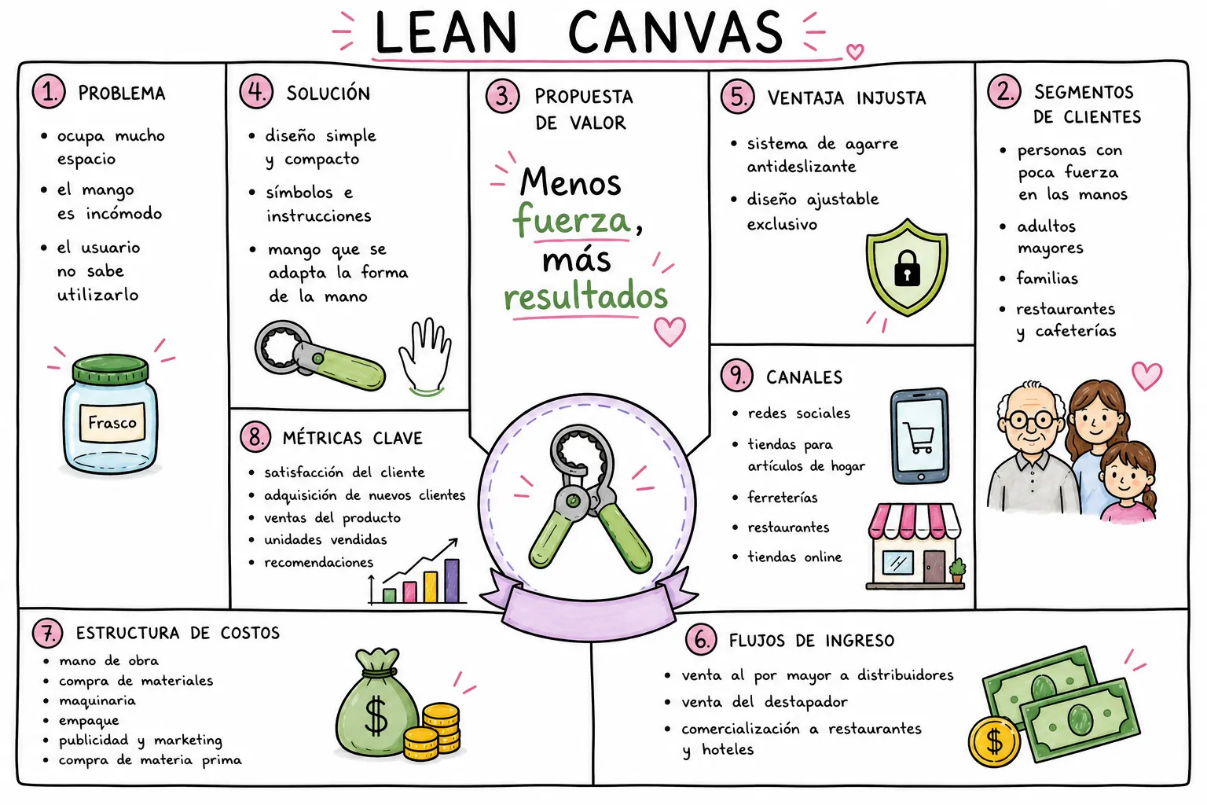 LEAN CANVAS
1. PROBLEMA
• ocupa mucho
espacio
• el mango
es incómodo
• el usuario
no sabe
utilizarlo
Frasco
4. SOLUCIÓN
• diseño simple
y compacto
• símbolos e
instrucciones
• mango que se
adapta la forma
de la mano
8. MÉTRICAS CLAVE
• satisfacción del cliente
• adquisición de nuevos clientes
• ventas del producto
• unidades vendidas
• recomendaciones
3. PROPUESTA
DE VALOR
Menos
fuerza,
más
resultados
5. VENTAJA INJUSTA
• sistema de agarre
antideslizante
• diseño ajustable
exclusivo
9. CANALES
• redes sociales
• tiendas para
artículos de hogar
• ferreterías
• restaurantes
• tiendas online
2. SEGMENTOS
DE CLIENTES
• personas con
poca fuerza
en las manos
• adultos
mayores
• familias
• restaurantes
y cafeterías
7. ESTRUCTURA DE COSTOS
• mano de obra
• compra de materiales
• maquinaria
• empaque
• publicidad y marketing
• compra de materia prima
$
6. FLUJOS DE INGRESO
• venta al por mayor a distribuidores
• venta del destapador
• comercialización a restaurantes
y hoteles
$